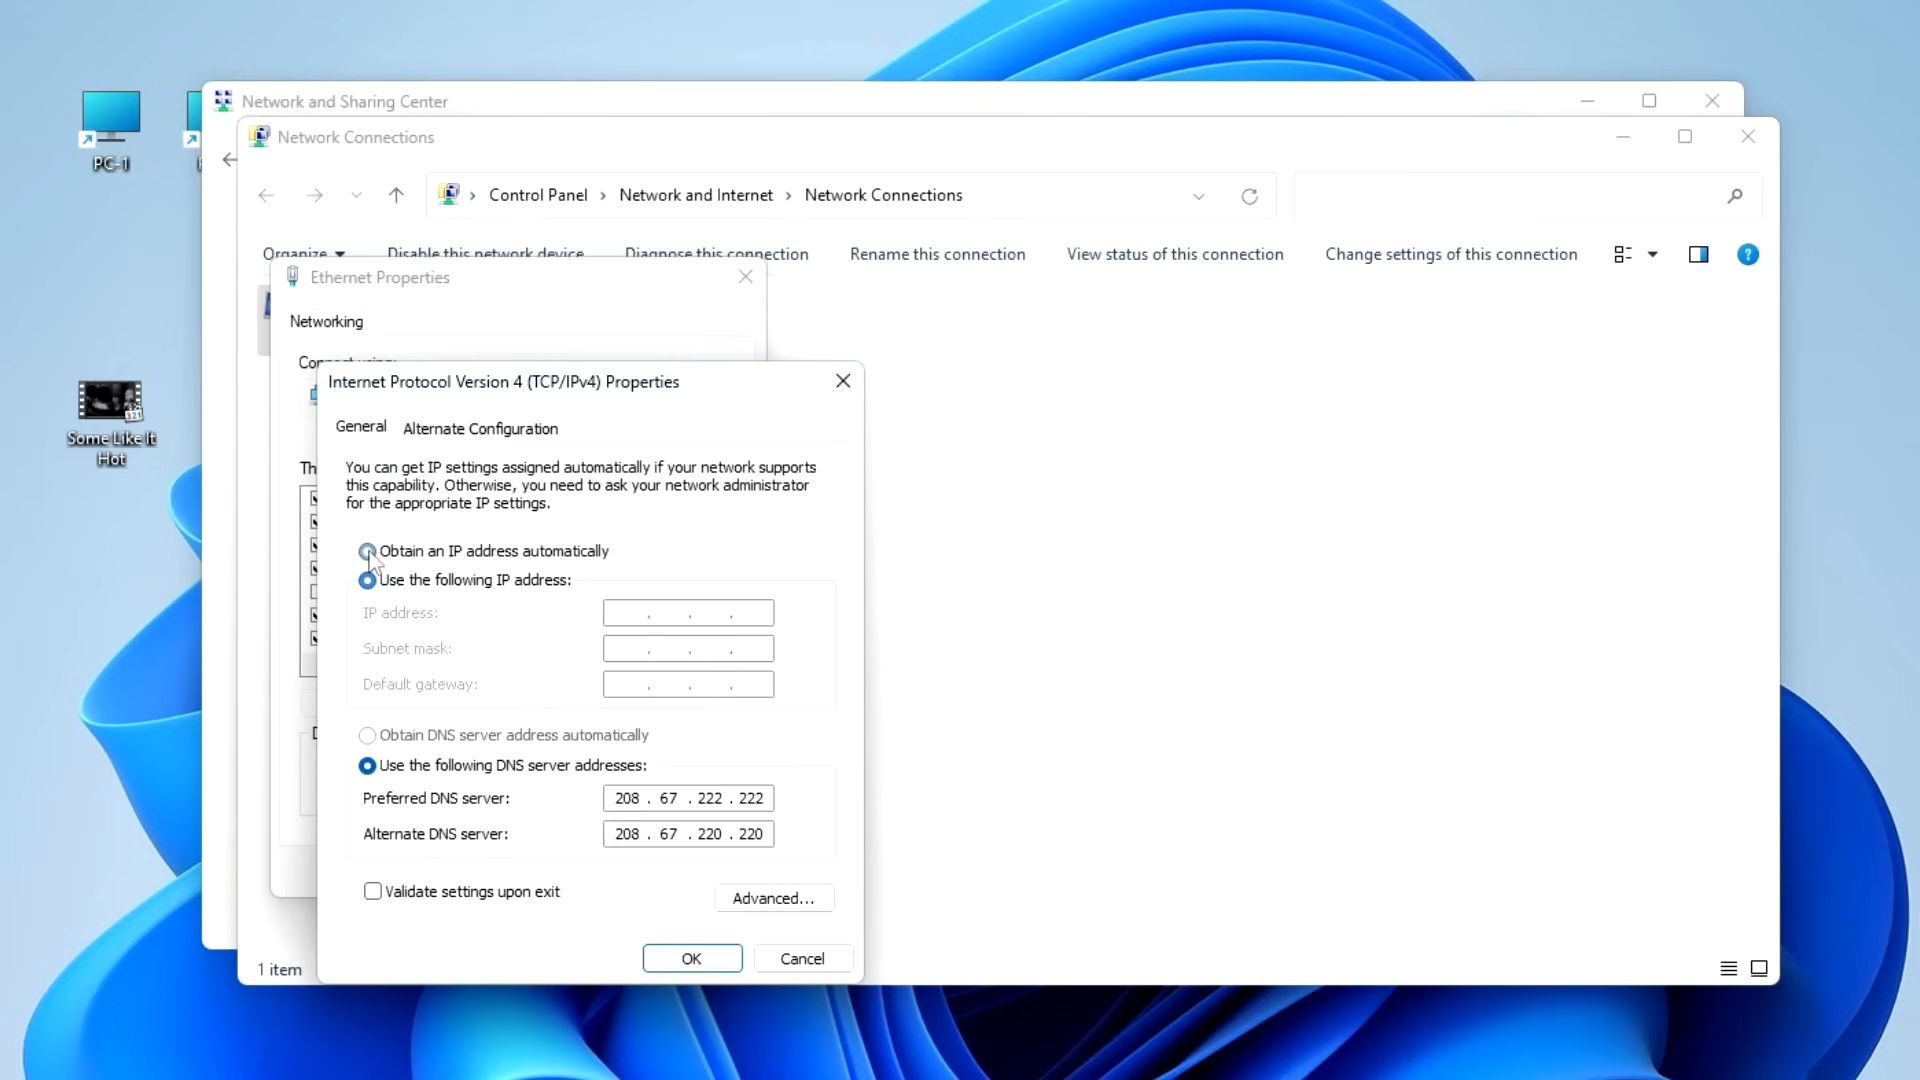 Network and Sharing Center
Network Connections
PC-1
Control Panel
Network and Internet
Network Connections
Organize
Disable this network device
Diagnose this connection
Rename this connection
View status of this connection
Change settings of this connection
?
Ethernet Properties
Networking
Connect using:
Internet Protocol Version 4 (TCP/IPv4) Properties
General
Alternate Configuration
Some Like It
Hot
Th
You can get IP settings assigned automatically if your network supports
this capability. Otherwise, you need to ask your network administrator
for the appropriate IP settings.
Obtain an IP address automatically
Use the following IP address:
IP address:
. . .
Subnet mask:
. . .
Default gateway:
. . .
Obtain DNS server address automatically
Use the following DNS server addresses:
Preferred DNS server:
208 . 67 . 222 . 222
Alternate DNS server:
208 . 67 . 220 . 220
Validate settings upon exit
Advanced...
OK
Cancel
1 item